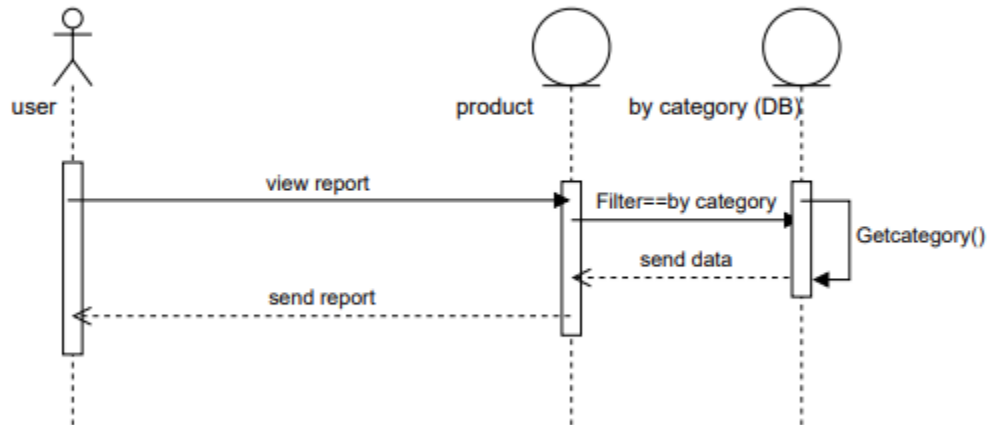 user
product
by category (DB)
view report
Filter==by category
Getcategory()
send data
send report